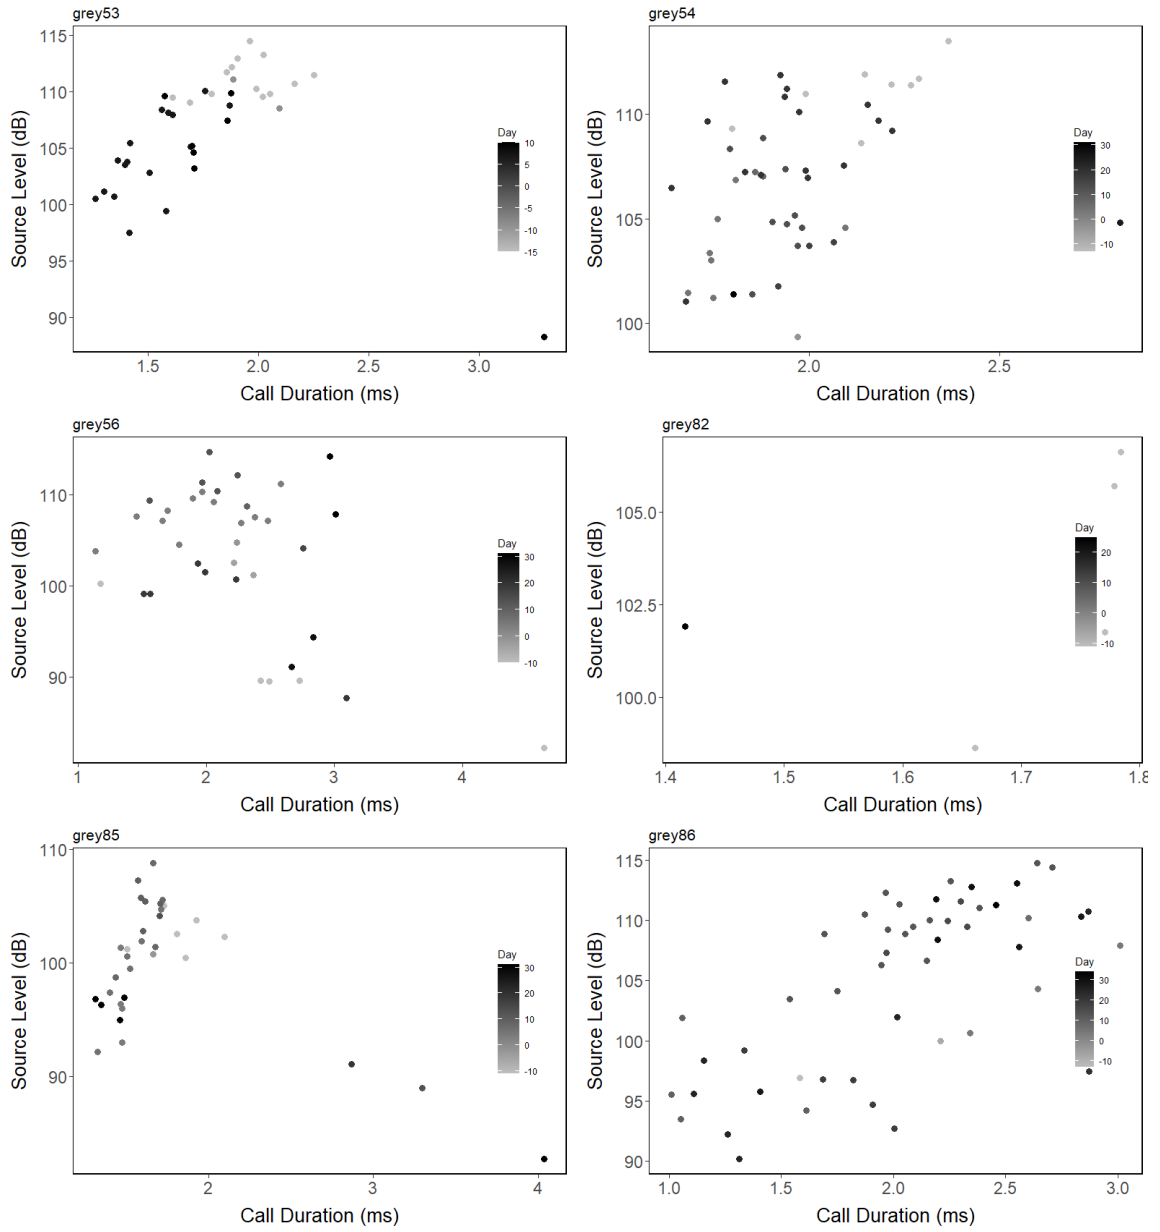 grey53
115
110
105
100
95
90
Source Level (dB)
1.5 2.0 2.5 3.0
Call Duration (ms)
Day
10
5
0
-5
-10
-15
grey54
110
105
100
Source Level (dB)
2.0 2.5
Call Duration (ms)
Day
30
20
10
0
-10
grey56
110
100
90
Source Level (dB)
1 2 3 4
Call Duration (ms)
Day
30
20
10
0
-10
grey82
105.0
102.5
100.0
Source Level (dB)
1.4 1.5 1.6 1.7 1.8
Call Duration (ms)
Day
20
10
0
-10
grey85
110
100
90
Source Level (dB)
2 3 4
Call Duration (ms)
Day
30
20
10
0
-10
grey86
115
110
105
100
95
90
Source Level (dB)
1.0 1.5 2.0 2.5 3.0
Call Duration (ms)
Day
30
20
10
0
-10